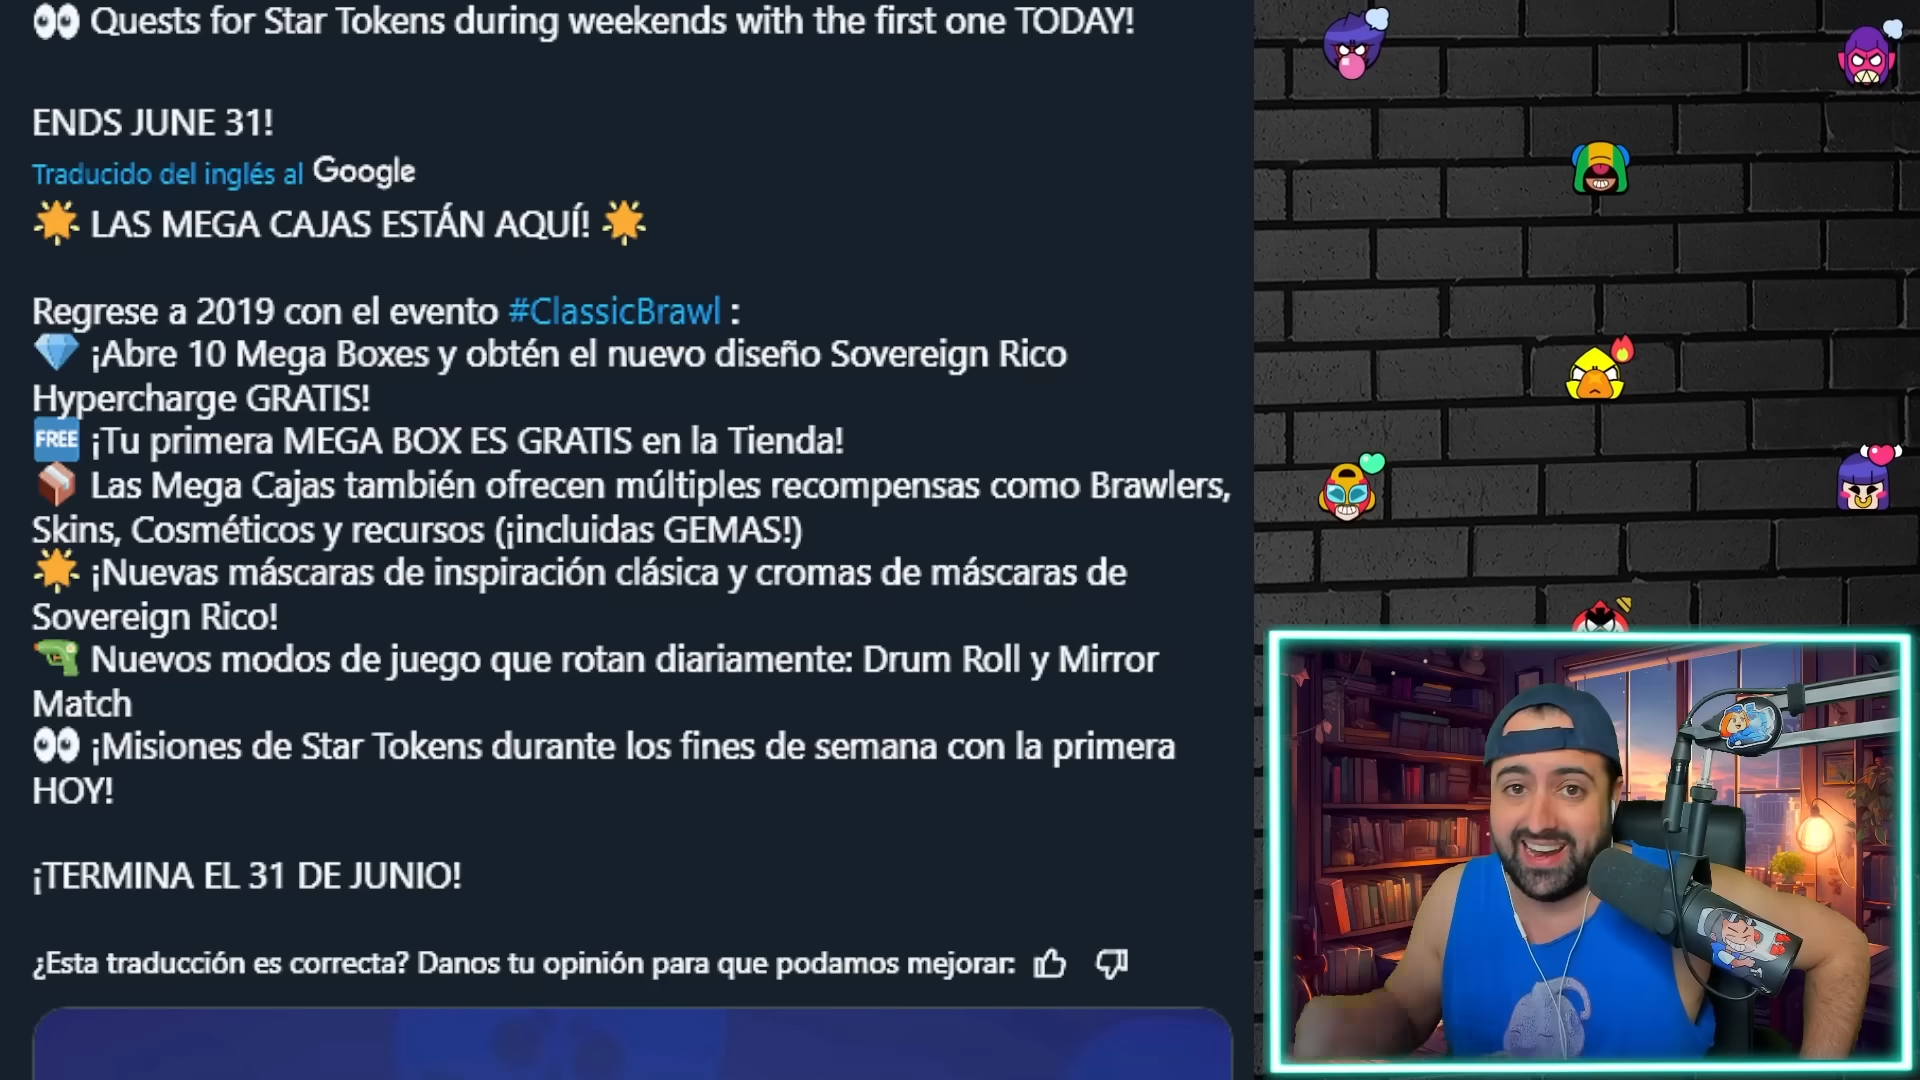 👀 Quests for Star Tokens during weekends with the first one TODAY!
ENDS JUNE 31!
Traducido del inglés al Google
🌟 LAS MEGA CAJAS ESTÁN AQUÍ! 🌟
Regrese a 2019 con el evento #ClassicBrawl :
💎 ¡Abre 10 Mega Boxes y obtén el nuevo diseño Sovereign Rico
Hypercharge GRATIS!
🆓 ¡Tu primera MEGA BOX ES GRATIS en la Tienda!
📦 Las Mega Cajas también ofrecen múltiples recompensas como Brawlers,
Skins, Cosméticos y recursos (¡incluidas GEMAS!)
🌟 ¡Nuevas máscaras de inspiración clásica y cromas de máscaras de
Sovereign Rico!
🔫 Nuevos modos de juego que rotan diariamente: Drum Roll y Mirror
Match
👀 ¡Misiones de Star Tokens durante los fines de semana con la primera
HOY!
¡TERMINA EL 31 DE JUNIO!
¿Esta traducción es correcta? Danos tu opinión para que podamos mejorar: